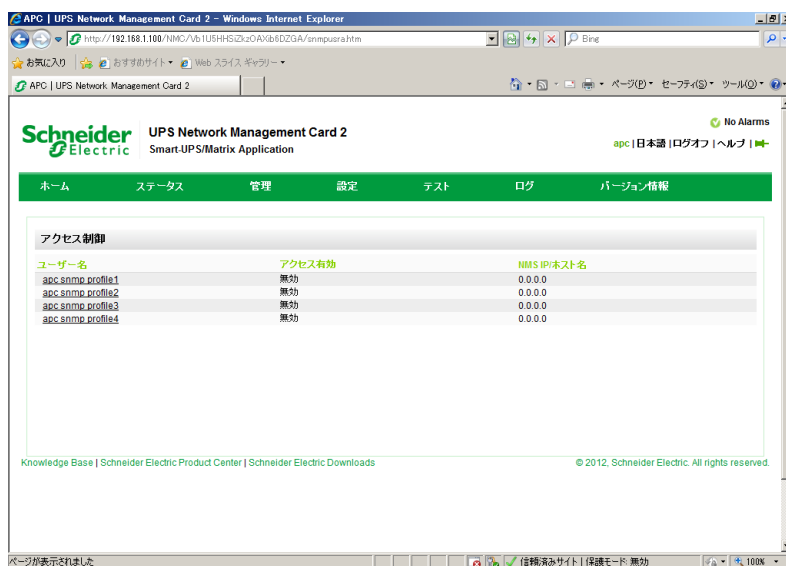 APC | UPS Network Management Card 2 - Windows Internet Explorer
http://192.168.1.100/NMC/Vb1U5HHSiZkzOAXib6DZGA/snmpusra.htm
Bing
お気に入り おすすめサイト Web スライス ギャラリー
APC | UPS Network Management Card 2
ページ(P) セーフティ(S) ツール(O)
No Alarms
Schneider Electric
UPS Network Management Card 2
Smart-UPS/Matrix Application
apc | 日本語 | ログオフ | ヘルプ |
ホーム ステータス 管理 設定 テスト ログ バージョン情報
アクセス制御
ユーザー名 アクセス有効 NMS IP/ホスト名
apc snmp profile1 無効 0.0.0.0
apc snmp profile2 無効 0.0.0.0
apc snmp profile3 無効 0.0.0.0
apc snmp profile4 無効 0.0.0.0
Knowledge Base | Schneider Electric Product Center | Schneider Electric Downloads
© 2012, Schneider Electric. All rights reserved.
ページが表示されました
信頼済みサイト | 保護モード: 無効
100%